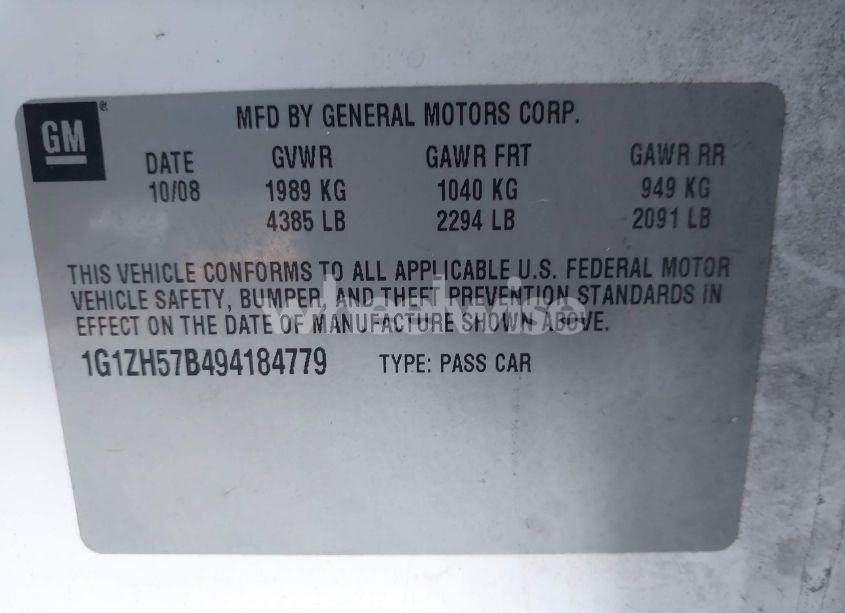 GM
MFD BY GENERAL MOTORS CORP.
DATE GVWR GAWR FRT GAWR RR
10/08 1989 KG 1040 KG 949 KG
4385 LB 2294 LB 2091 LB
THIS VEHICLE CONFORMS TO ALL APPLICABLE U.S. FEDERAL MOTOR
VEHICLE SAFETY, BUMPER, AND THEFT PREVENTION STANDARDS IN
EFFECT ON THE DATE OF MANUFACTURE SHOWN ABOVE.
1G1ZH57B494184779 TYPE: PASS CAR